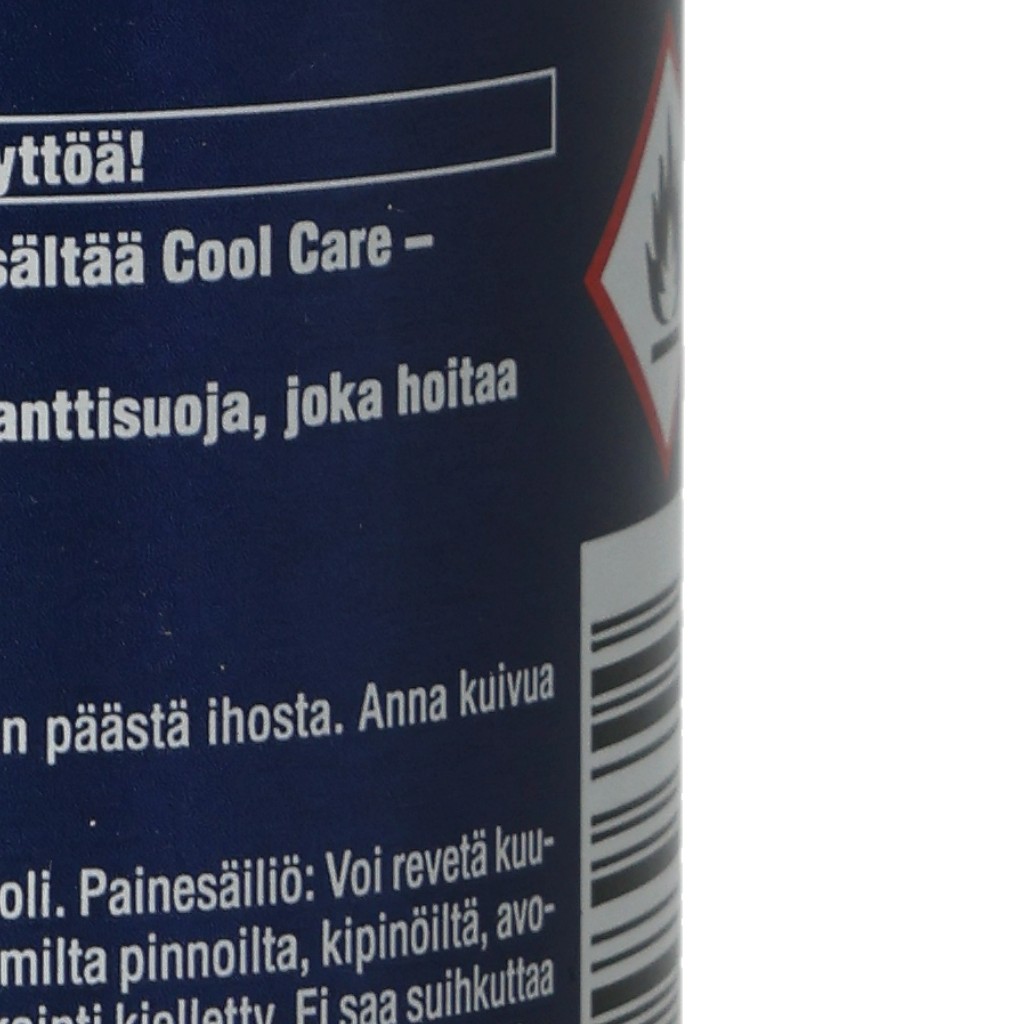 yttöä!
sältää Cool Care –
anttisuoja, joka hoitaa
n päästä ihosta. Anna kuivua
oli. Painesäiliö: Voi revetä kuu-
milta pinnoilta, kipinöiltä, avo-
kielletty. Ei saa suihkuttaa